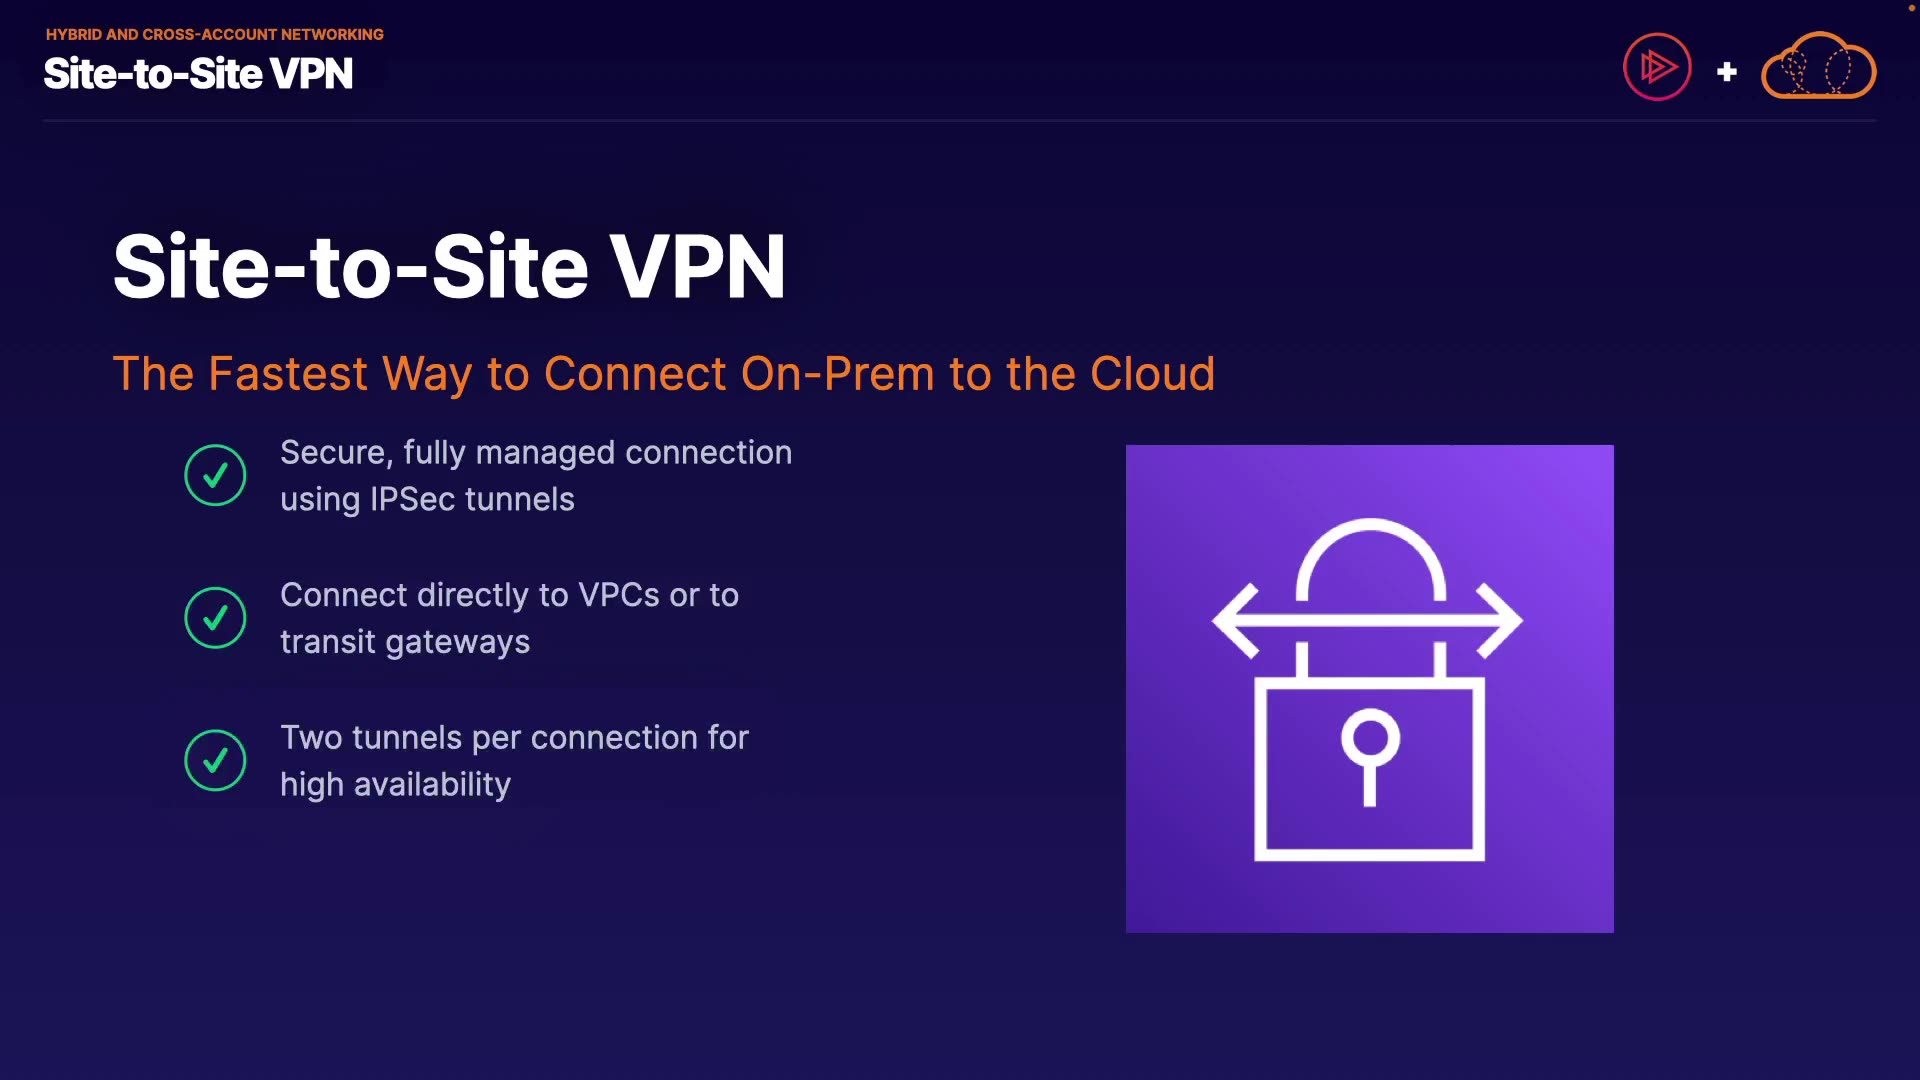 HYBRID AND CROSS-ACCOUNT NETWORKING
Site-to-Site VPN
Site-to-Site VPN
The Fastest Way to Connect On-Prem to the Cloud
Secure, fully managed connection
using IPSec tunnels
Connect directly to VPCs or to
transit gateways
Two tunnels per connection for
high availability